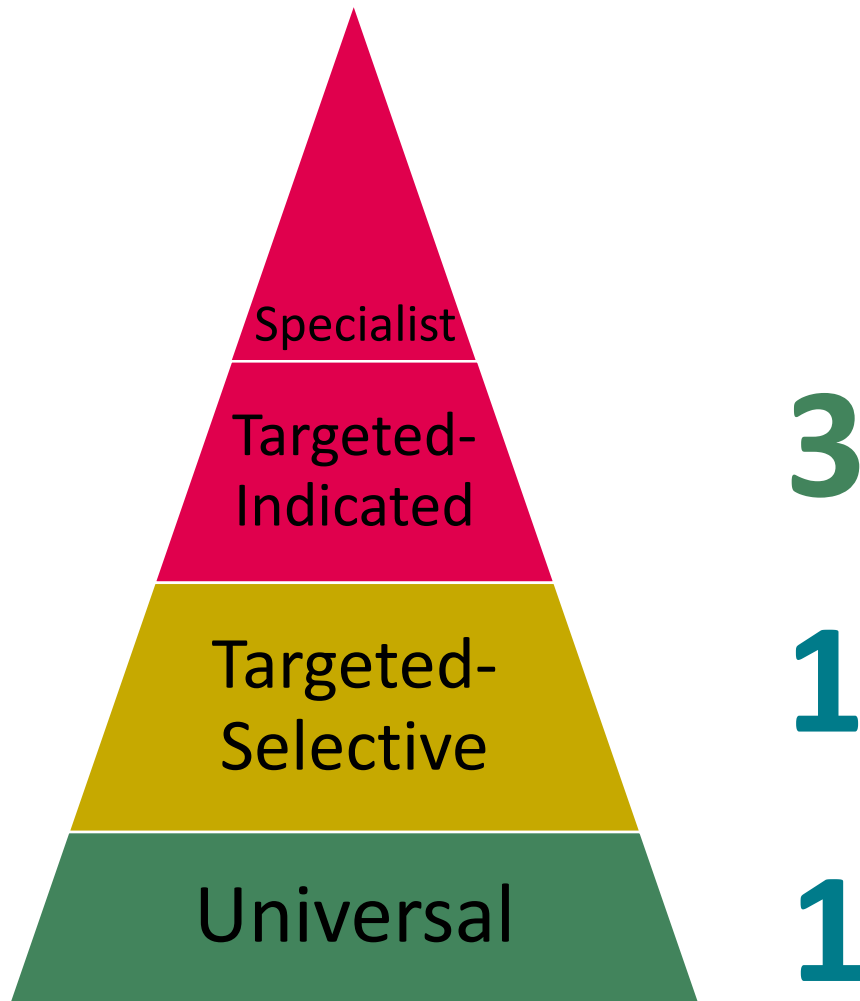 Specialist
Targeted-
Indicated
3
Targeted-
Selective
1
Universal
1